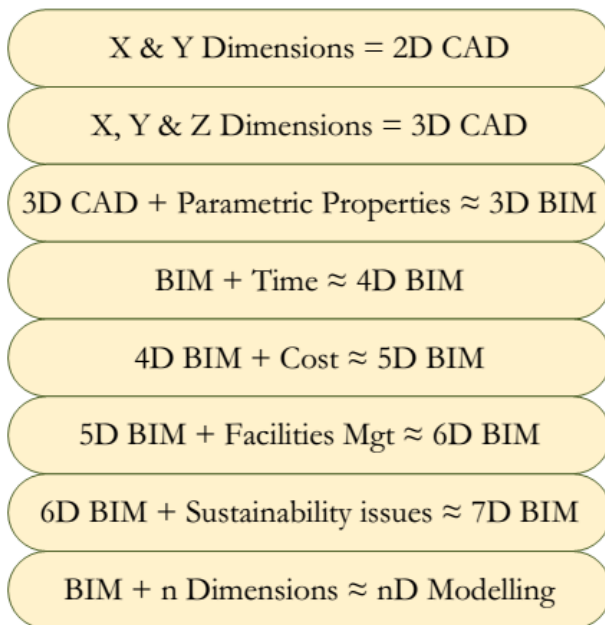 X & Y Dimensions = 2D CAD
X, Y & Z Dimensions = 3D CAD
3D CAD + Parametric Properties ≈ 3D BIM
BIM + Time ≈ 4D BIM
4D BIM + Cost ≈ 5D BIM
5D BIM + Facilities Mgt ≈ 6D BIM
6D BIM + Sustainability issues ≈ 7D BIM
BIM + n Dimensions ≈ nD Modelling